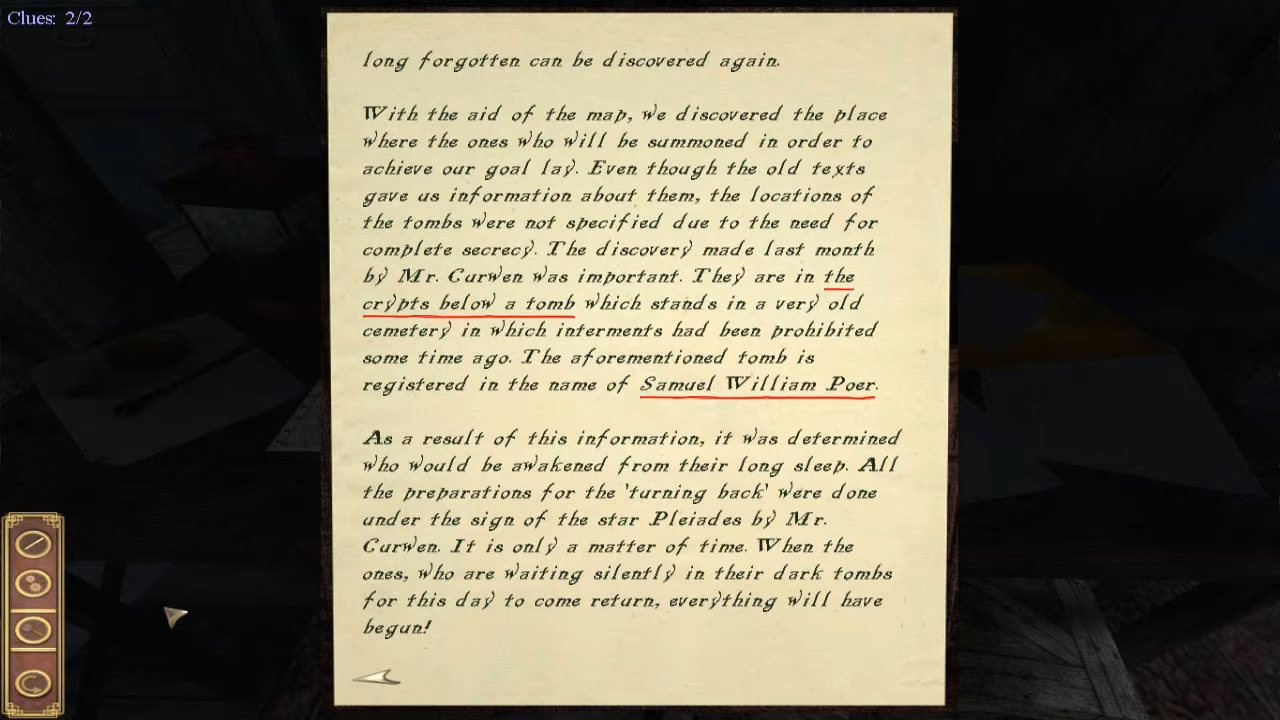 Clues: 2/2
long forgotten can be discovered again.
With the aid of the map, we discovered the place
where the ones who will be summoned in order to
achieve our goal lay. Even though the old texts
gave us information about them, the locations of
the tombs were not specified due to the need for
complete secrecy. The discovery made last month
by Mr. Curwen was important. They are in the
crypts below a tomb which stands in a very old
cemetery in which interments had been prohibited
some time ago. The aforementioned tomb is
registered in the name of Samuel William Poer.
As a result of this information, it was determined
who would be awakened from their long sleep. All
the preparations for the 'turning back' were done
under the sign of the star Pleiades by Mr.
Curwen. It is only a matter of time. When the
ones, who are waiting silently in their dark tombs
for this day to come return, everything will have
begun!